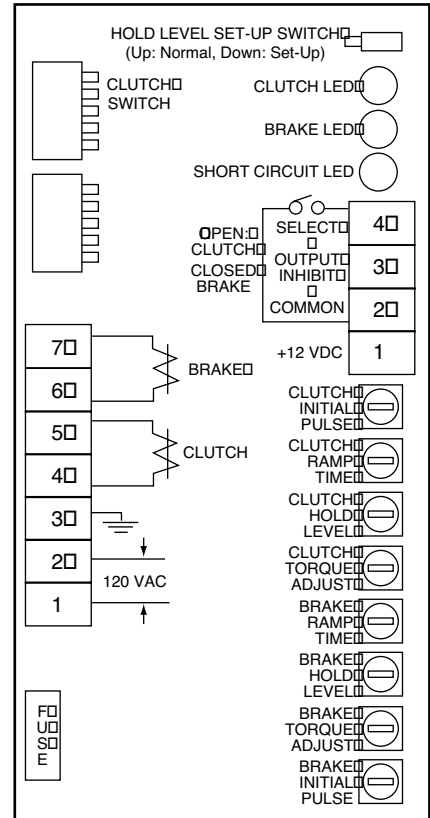 HOLD LEVEL SET-UP SWITCH
(Up: Normal, Down: Set-Up)
CLUTCH
SWITCH
CLUTCH LED
BRAKE LED
SHORT CIRCUIT LED
OPEN:
CLUTCH
CLOSED
BRAKE
SELECT
OUTPUT
INHIBIT
COMMON
+12 VDC
4
3
2
1
7
6
5
4
3
2
1
BRAKE
CLUTCH
120 VAC
CLUTCH
INITIAL
PULSE
CLUTCH
RAMP
TIME
CLUTCH
HOLD
LEVEL
CLUTCH
TORQUE
ADJUST
BRAKE
RAMP
TIME
BRAKE
HOLD
LEVEL
BRAKE
TORQUE
ADJUST
BRAKE
INITIAL
PULSE
F
U
S
E